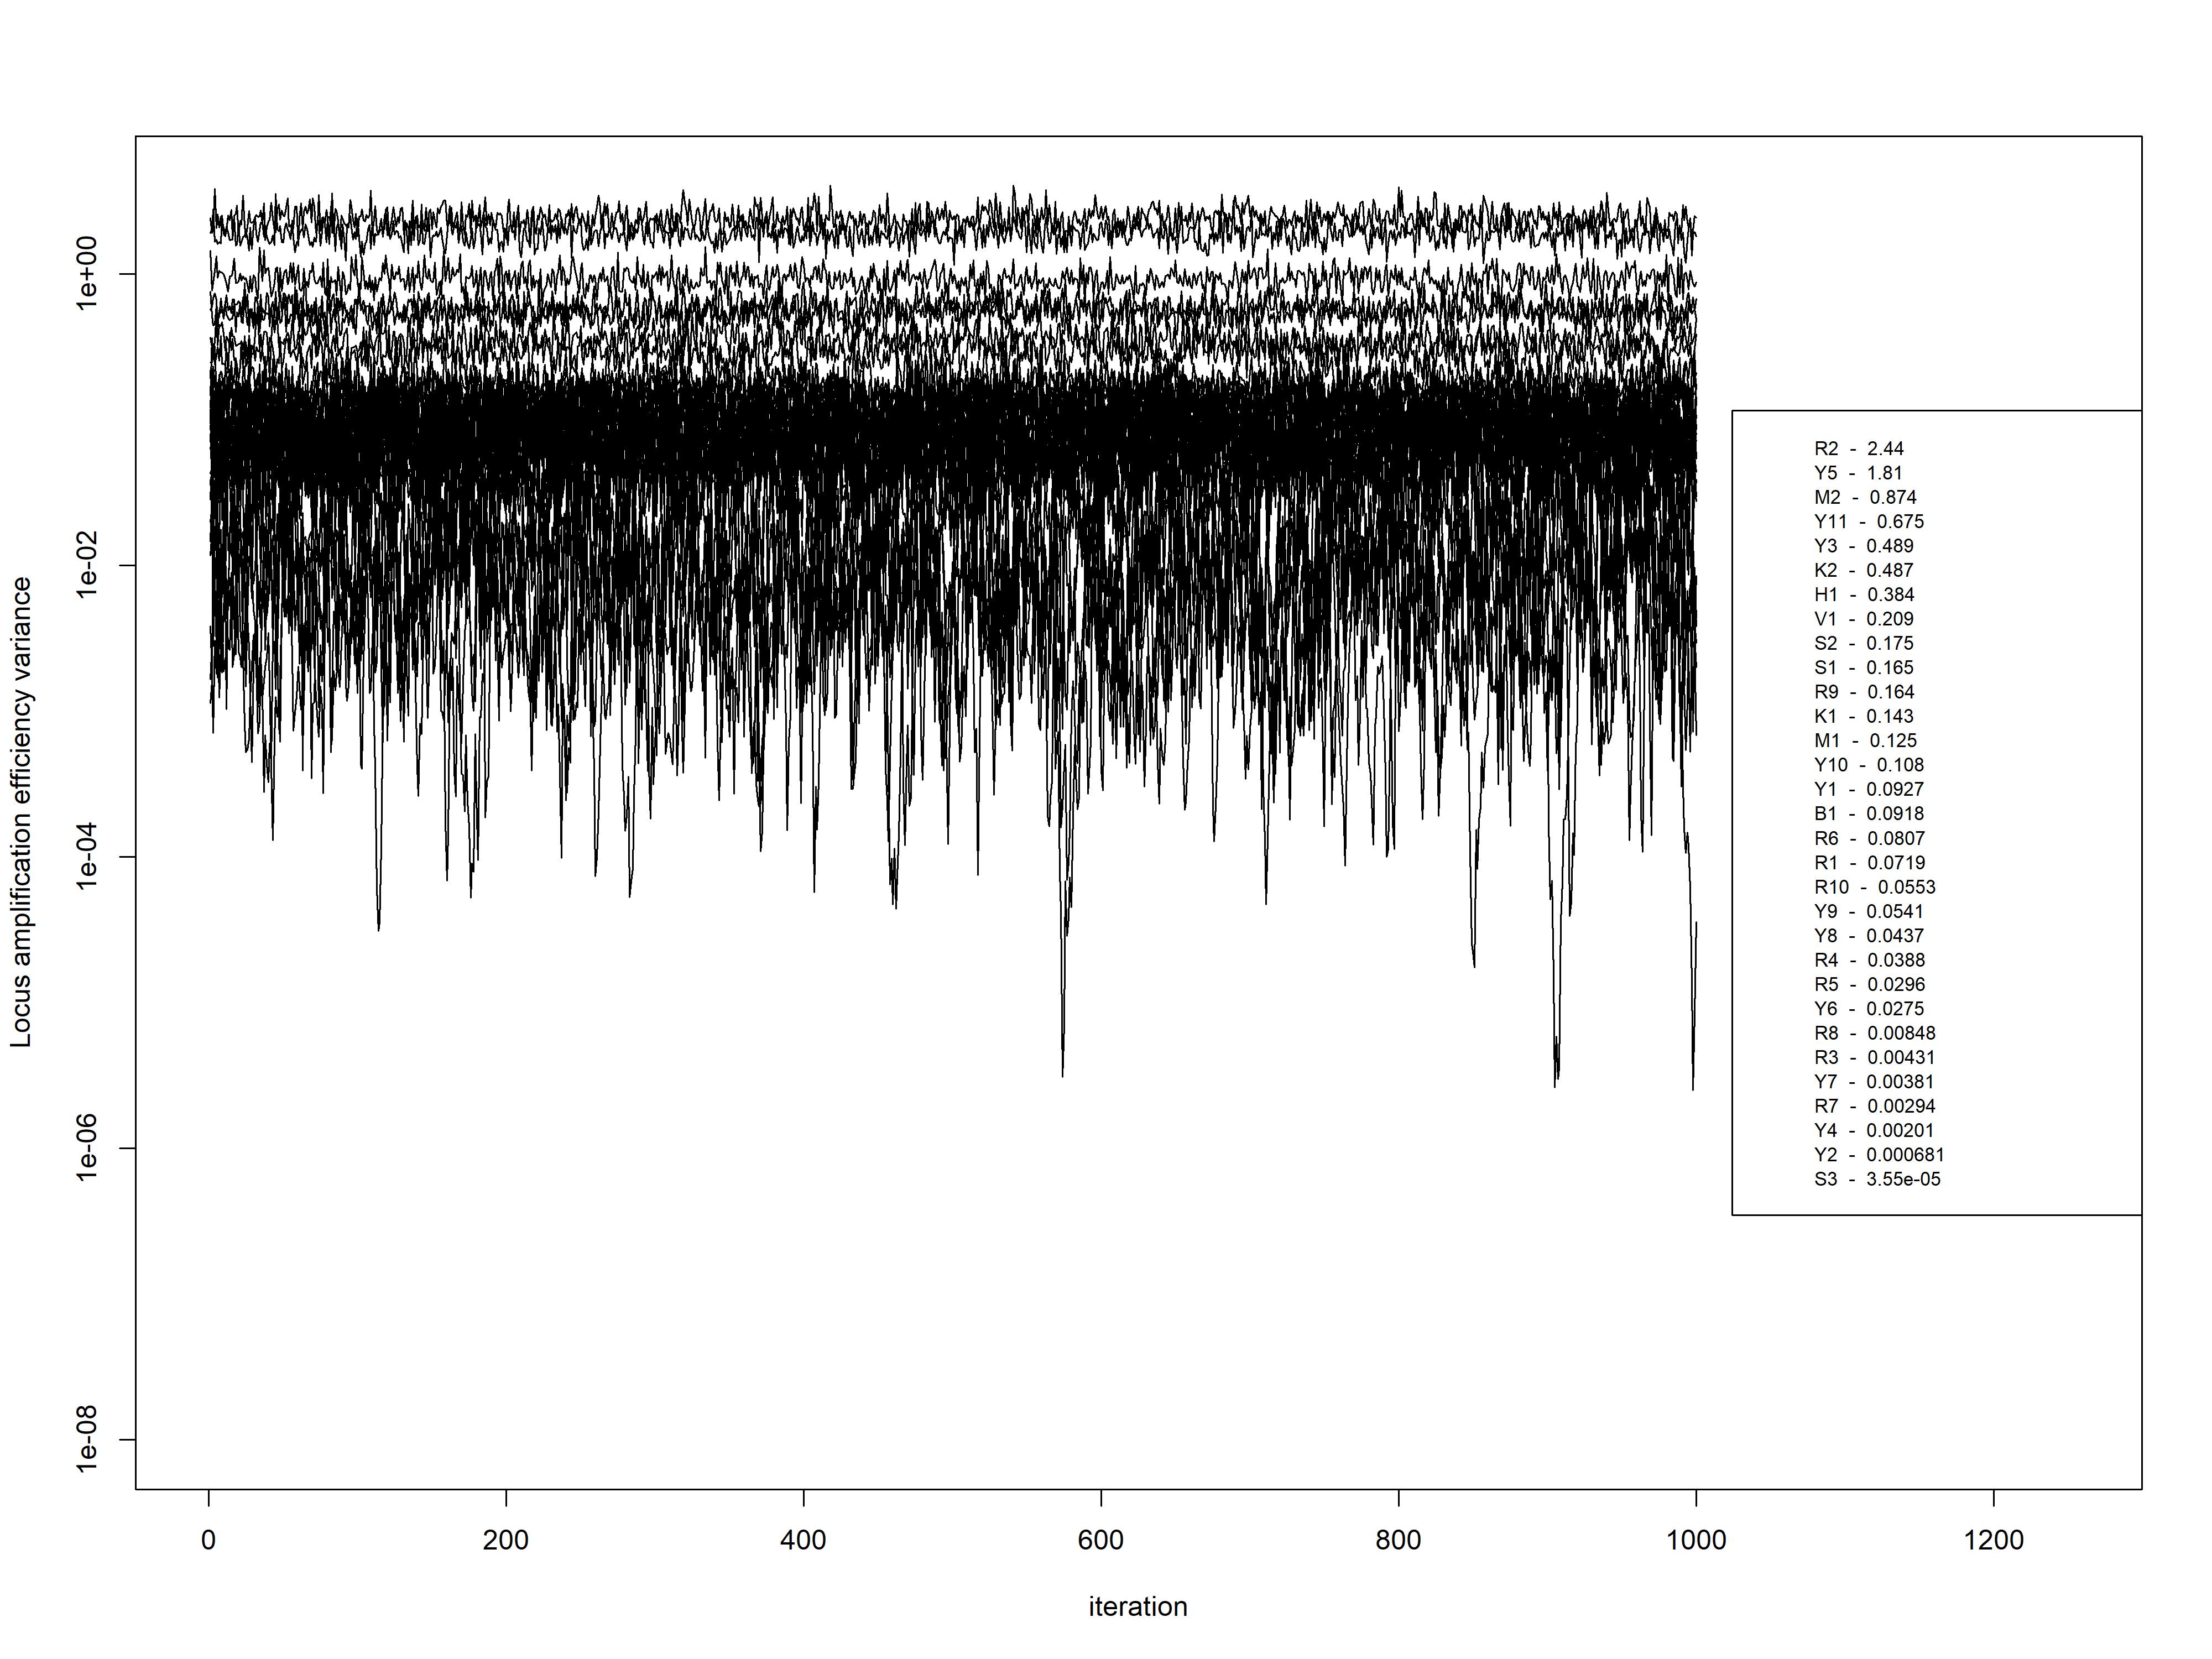 Locus amplification efficiency variance
1e+00
1e-02
1e-04
1e-06
1e-08
R2 - 2.44
Y5 - 1.81
M2 - 0.874
Y11 - 0.675
Y3 - 0.489
K2 - 0.487
H1 - 0.384
V1 - 0.209
S2 - 0.175
S1 - 0.165
R9 - 0.164
K1 - 0.143
M1 - 0.125
Y10 - 0.108
Y1 - 0.0927
B1 - 0.0918
R6 - 0.0807
R1 - 0.0719
R10 - 0.0553
Y9 - 0.0541
Y8 - 0.0437
R4 - 0.0388
R5 - 0.0296
Y6 - 0.0275
R8 - 0.00848
R3 - 0.00431
Y7 - 0.00381
R7 - 0.00294
Y4 - 0.00201
Y2 - 0.000681
S3 - 3.55e-05
0 200 400 600 800 1000 1200
iteration